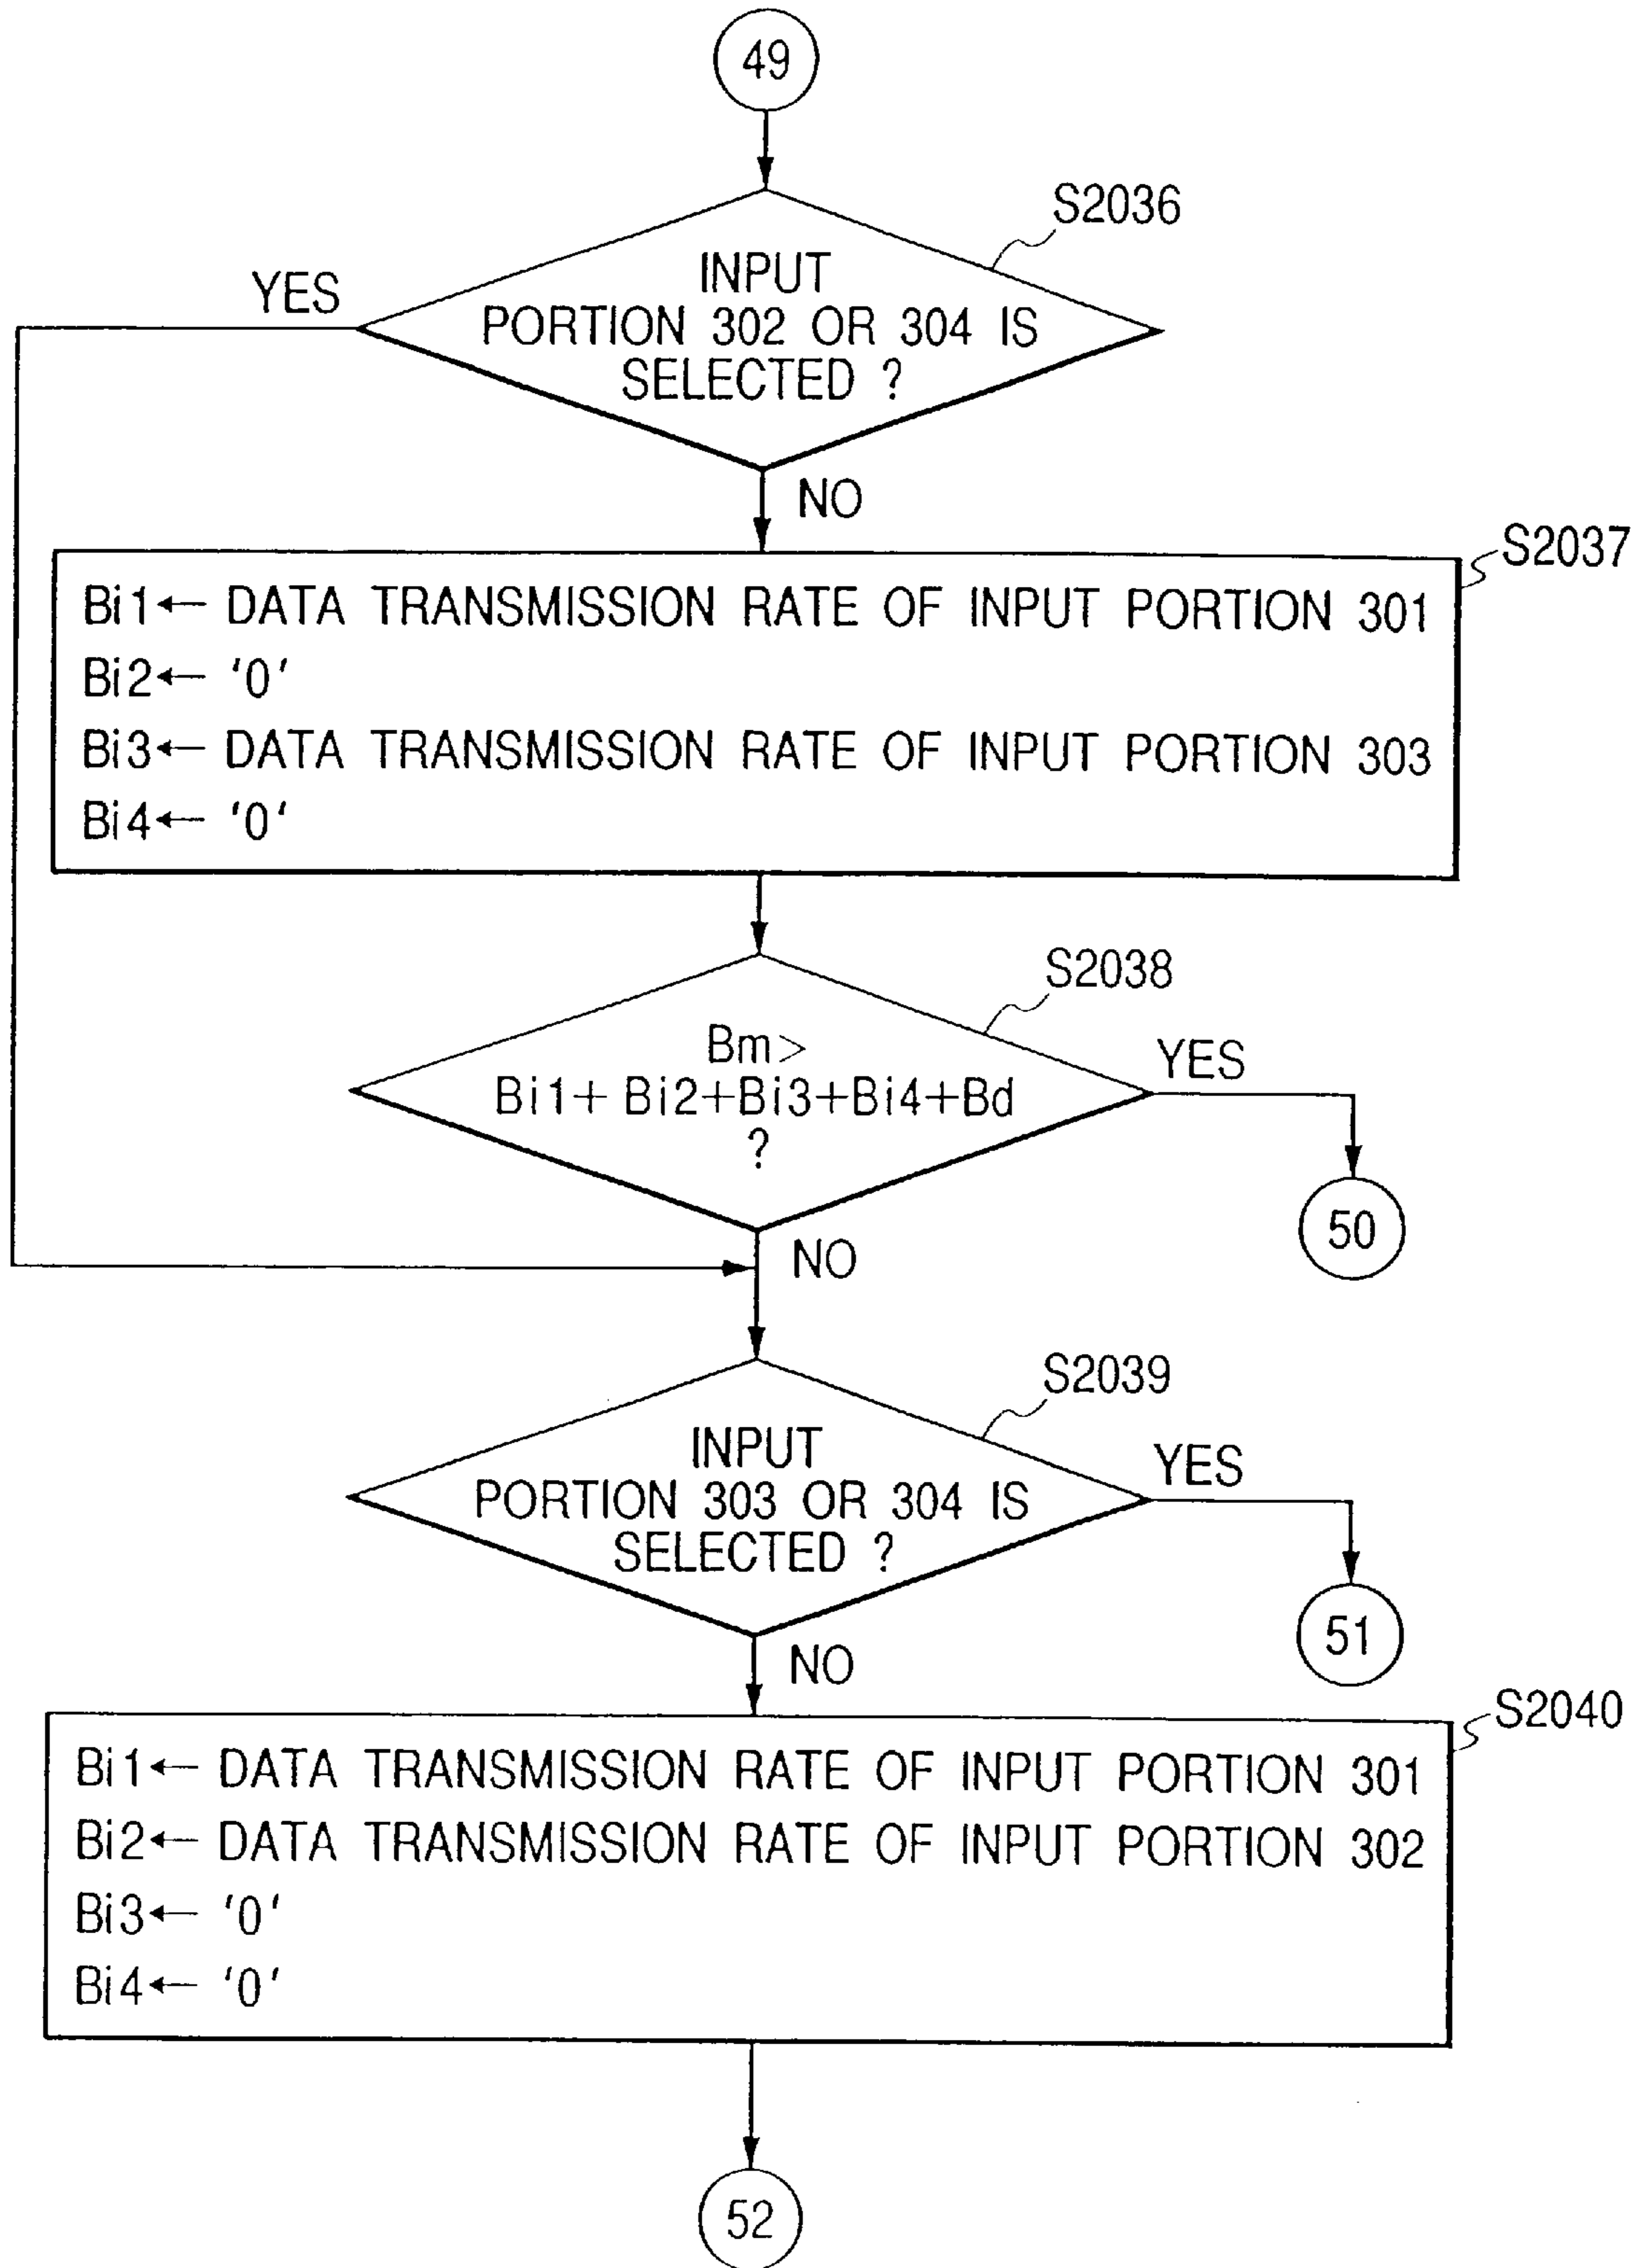 49
S2036
INPUT
PORTION 302 OR 304 IS
SELECTED ?
YES
NO
S2037
Bi1← DATA TRANSMISSION RATE OF INPUT PORTION 301
Bi2← '0'
Bi3← DATA TRANSMISSION RATE OF INPUT PORTION 303
Bi4← '0'
S2038
Bm>
Bi1+ Bi2+Bi3+Bi4+Bd
?
YES
50
NO
S2039
INPUT
PORTION 303 OR 304 IS
SELECTED ?
YES
51
NO
S2040
Bi1← DATA TRANSMISSION RATE OF INPUT PORTION 301
Bi2← DATA TRANSMISSION RATE OF INPUT PORTION 302
Bi3← '0'
Bi4← '0'
52